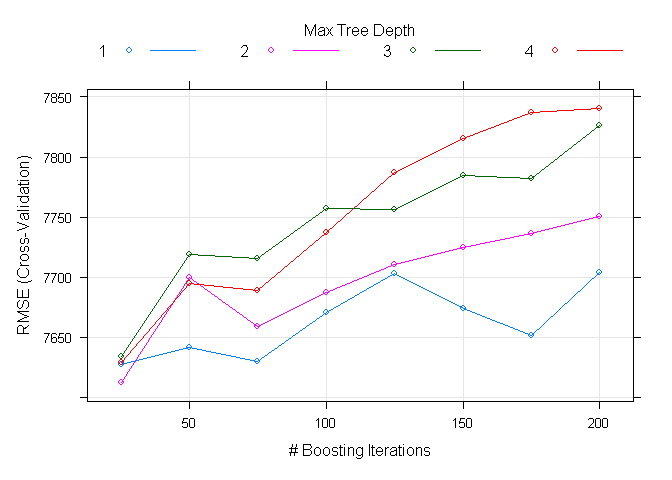 Max Tree Depth
1 2 3 4
7850
7800
7750
7700
7650
RMSE (Cross-Validation)
50 100 150 200
# Boosting Iterations